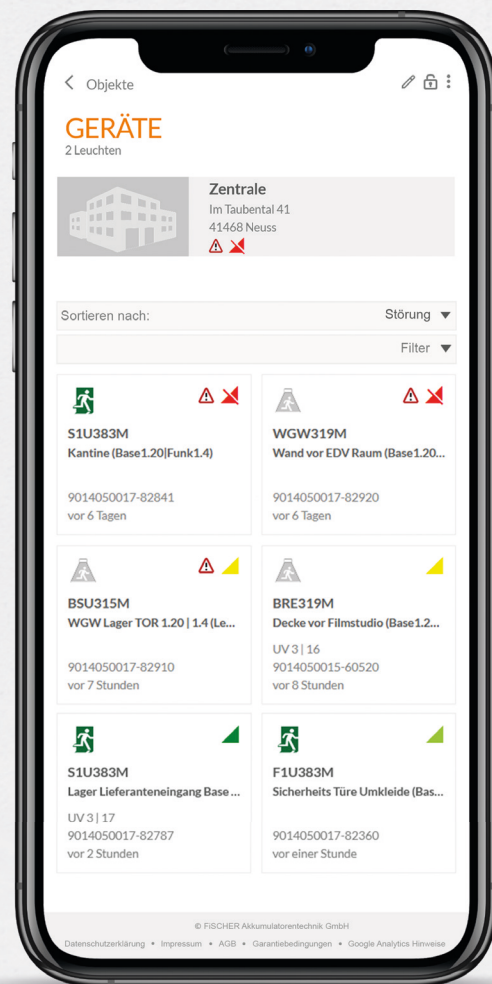 Objekte
GERÄTE
2 Leuchten
Zentrale
Im Taubental 41
41468 Neuss
Sortieren nach:
Störung
Filter
S1U383M
Kantine (Base1.20|Funk1.4)
9014050017-82841
vor 6 Tagen
WGW319M
Wand vor EDV Raum (Base1.20...
9014050017-82920
vor 6 Tagen
BSU315M
WGW Lager TOR 1.20 | 1.4 (Le...
9014050017-82910
vor 7 Stunden
BRE319M
Decke vor Filmstudio (Base1.2...
UV 3 | 16
9014050015-60520
vor 8 Stunden
S1U383M
Lager Lieferanteneingang Base ...
UV 3 | 17
9014050017-82787
vor 2 Stunden
F1U383M
Sicherheits Türe Umkleide (Bas...
9014050017-82360
vor einer Stunde
© FiSCHER Akkumulatorentechnik GmbH
Datenschutzerklärung • Impressum • AGB • Garantiebedingungen • Google Analytics Hinweise